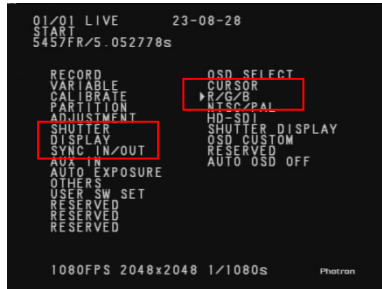 01/01 LIVE 23-08-28
START
5457FR/5.052778s
RECORD
VARIABLE
CALIBRATE
PARTITION
ADJUSTMENT
SHUTTER
DISPLAY
SYNC IN/OUT
AUX IN
AUTO EXPOSURE
OTHERS
USER SW SET
RESERVED
RESERVED
RESERVED
OSD SELECT
CURSOR
▶R/G/B
NTSC/PAL
HD-SDI
SHUTTER DISPLAY
OSD CUSTOM
RESERVED
AUTO OSD OFF
1080FPS 2048x2048 1/1080s Photron